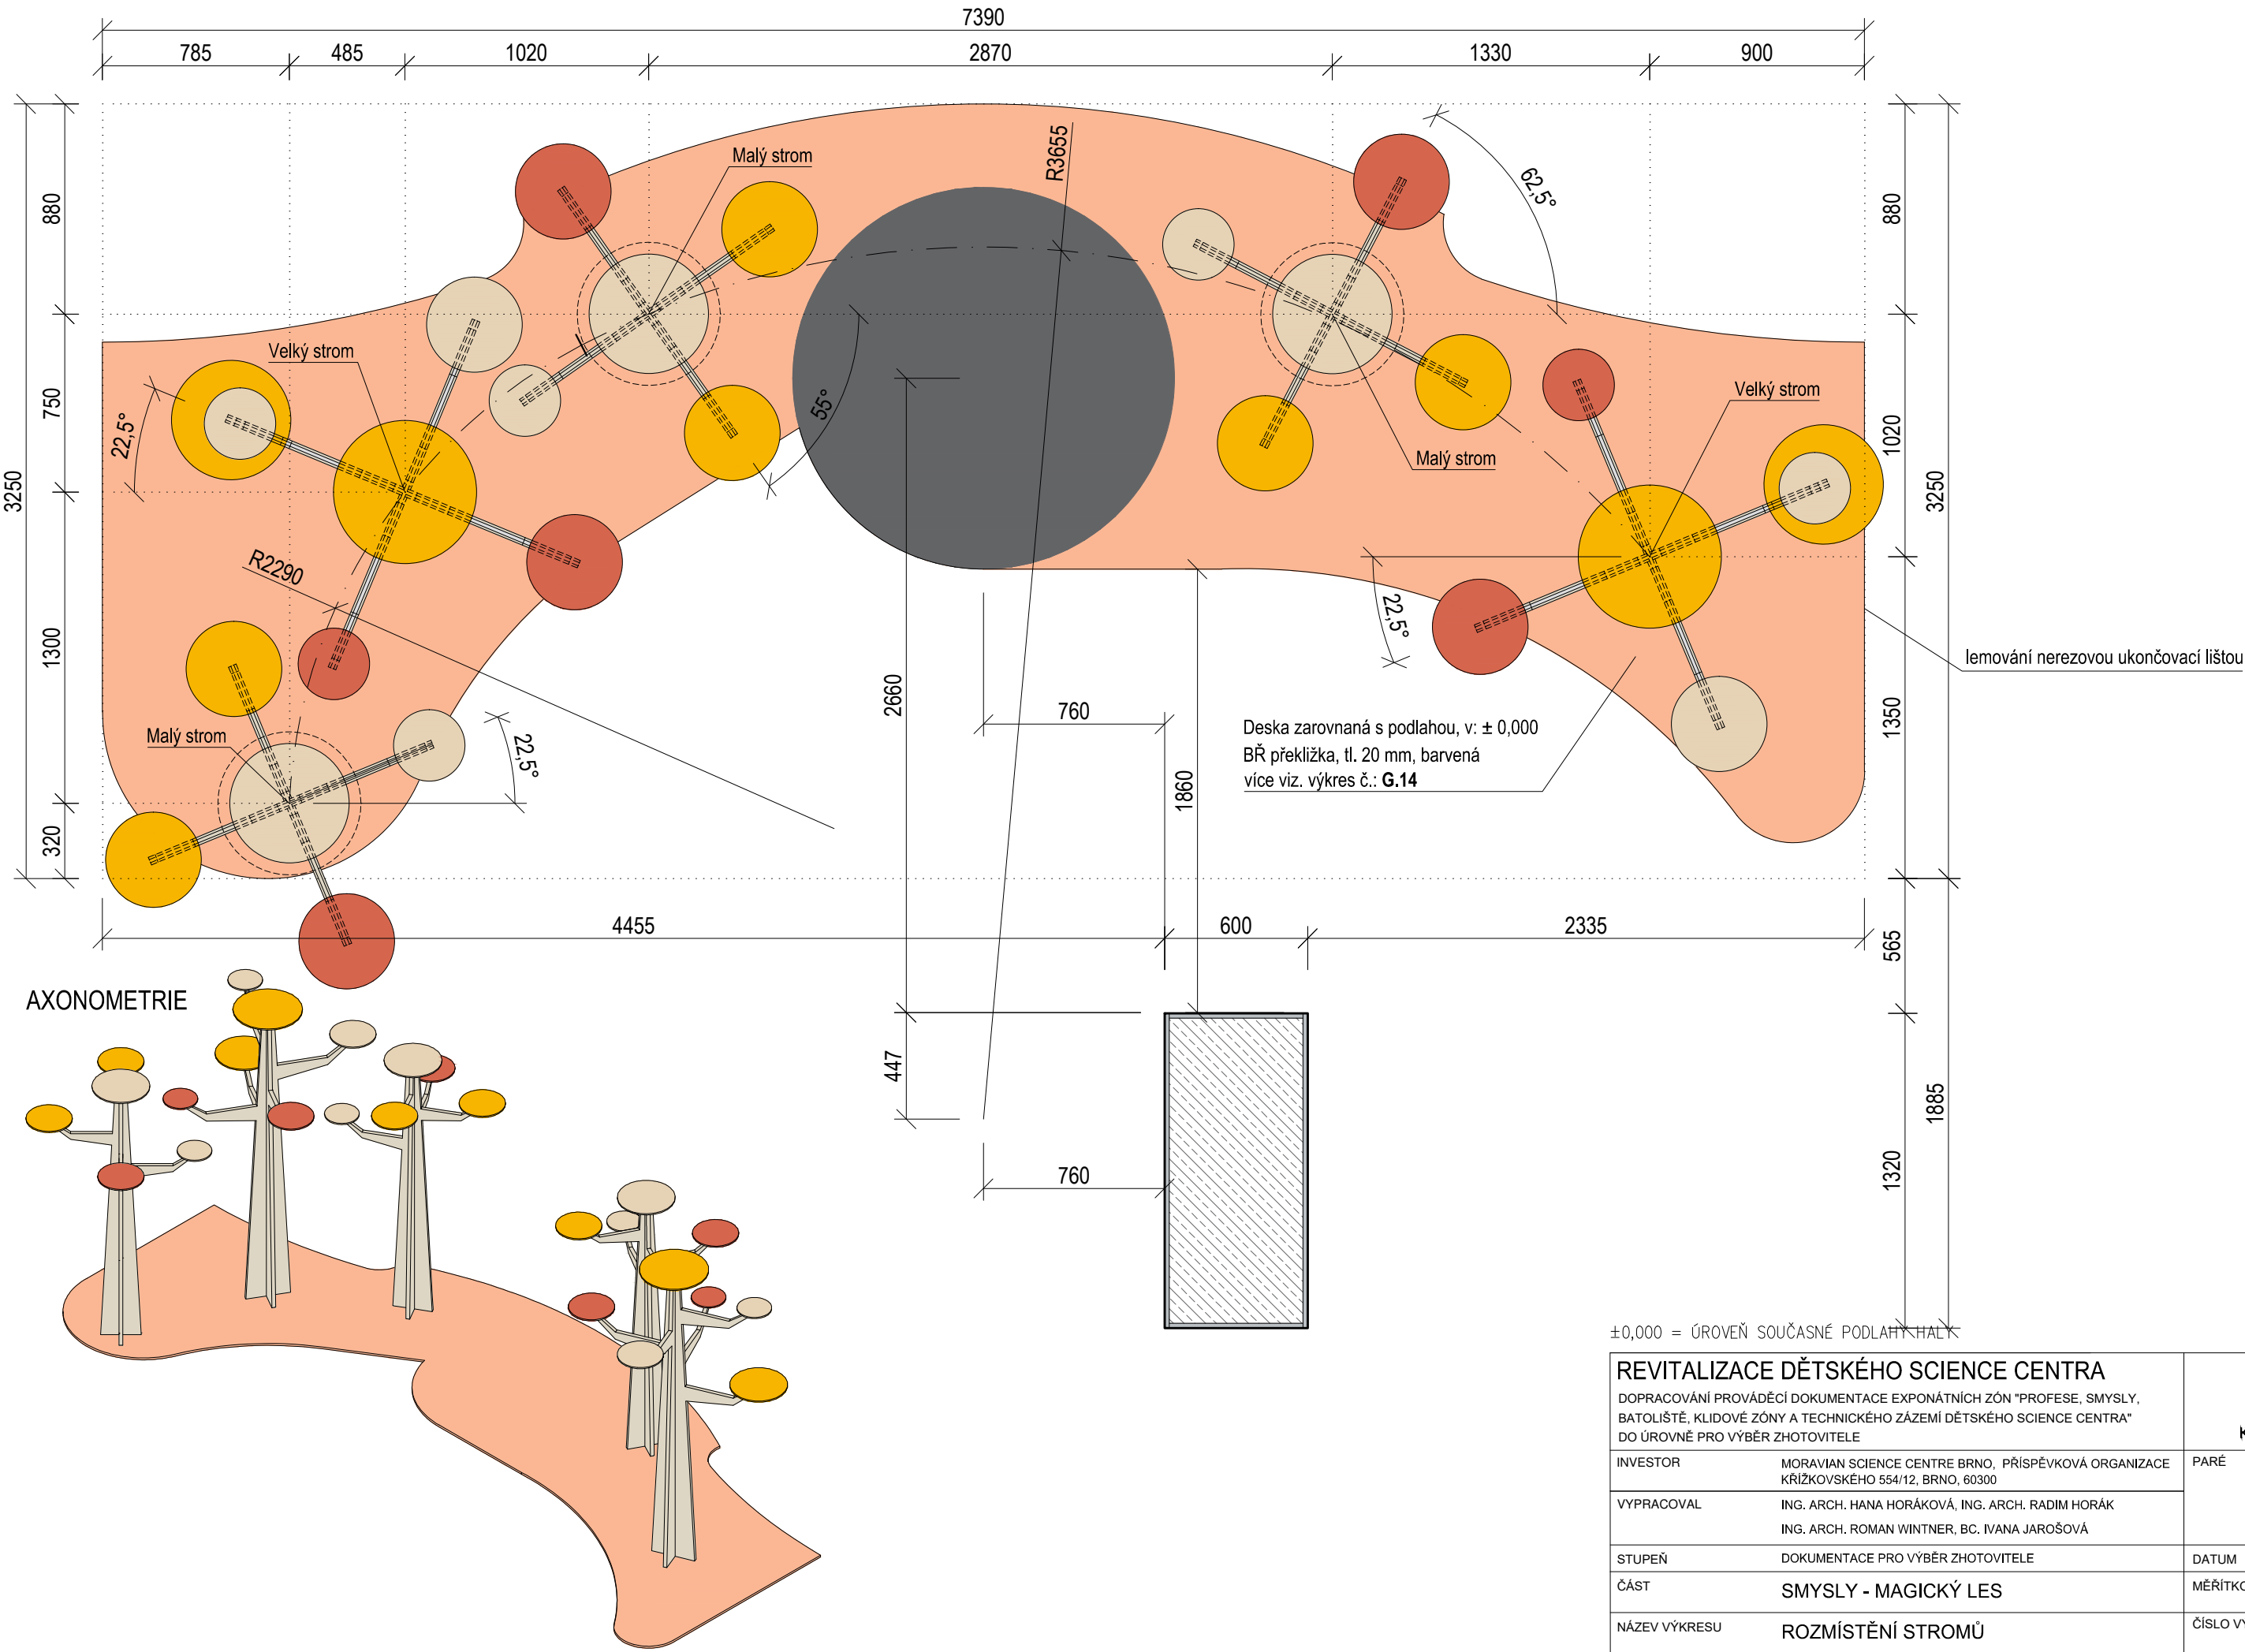 7390
785
485
1020
2870
1330
900
3250
880
750
1300
320
Malý strom
R3655
62,5°
880
1020
3250
1350
Velký strom
22,5°
55°
Malý strom
Velký strom
R2290
22,5°
lemování nerezovou ukončovací lištou
Malý strom
22,5°
2660
760
Deska zarovnaná s podlahou, v: ± 0,000
BŘ překližka, tl. 20 mm, barvená
více viz. výkres č.: G.14
1860
4455
600
2335
565
AXONOMETRIE
447
760
1885
1320
±0,000 = ÚROVEŇ SOUČASNÉ PODLAHY HALY
REVITALIZACE DĚTSKÉHO SCIENCE CENTRA
DOPRACOVÁNÍ PROVÁDĚCÍ DOKUMENTACE EXPONÁTNÍCH ZÓN "PROFESE, SMYSLY,
BATOLIŠTĚ, KLIDOVÉ ZÓNY A TECHNICKÉHO ZÁZEMÍ DĚTSKÉHO SCIENCE CENTRA"
DO ÚROVNĚ PRO VÝBĚR ZHOTOVITELE
INVESTOR MORAVIAN SCIENCE CENTRE BRNO, PŘÍSPĚVKOVÁ ORGANIZACE
KŘÍŽKOVSKÉHO 554/12, BRNO, 60300
PARÉ
VYPRACOVAL ING. ARCH. HANA HORÁKOVÁ, ING. ARCH. RADIM HORÁK
ING. ARCH. ROMAN WINTNER, BC. IVANA JAROŠOVÁ
STUPEŇ DOKUMENTACE PRO VÝBĚR ZHOTOVITELE
DATUM
ČÁST SMYSLY - MAGICKÝ LES
MĚŘÍTKO
NÁZEV VÝKRESU ROZMÍSTĚNÍ STROMŮ
ČÍSLO